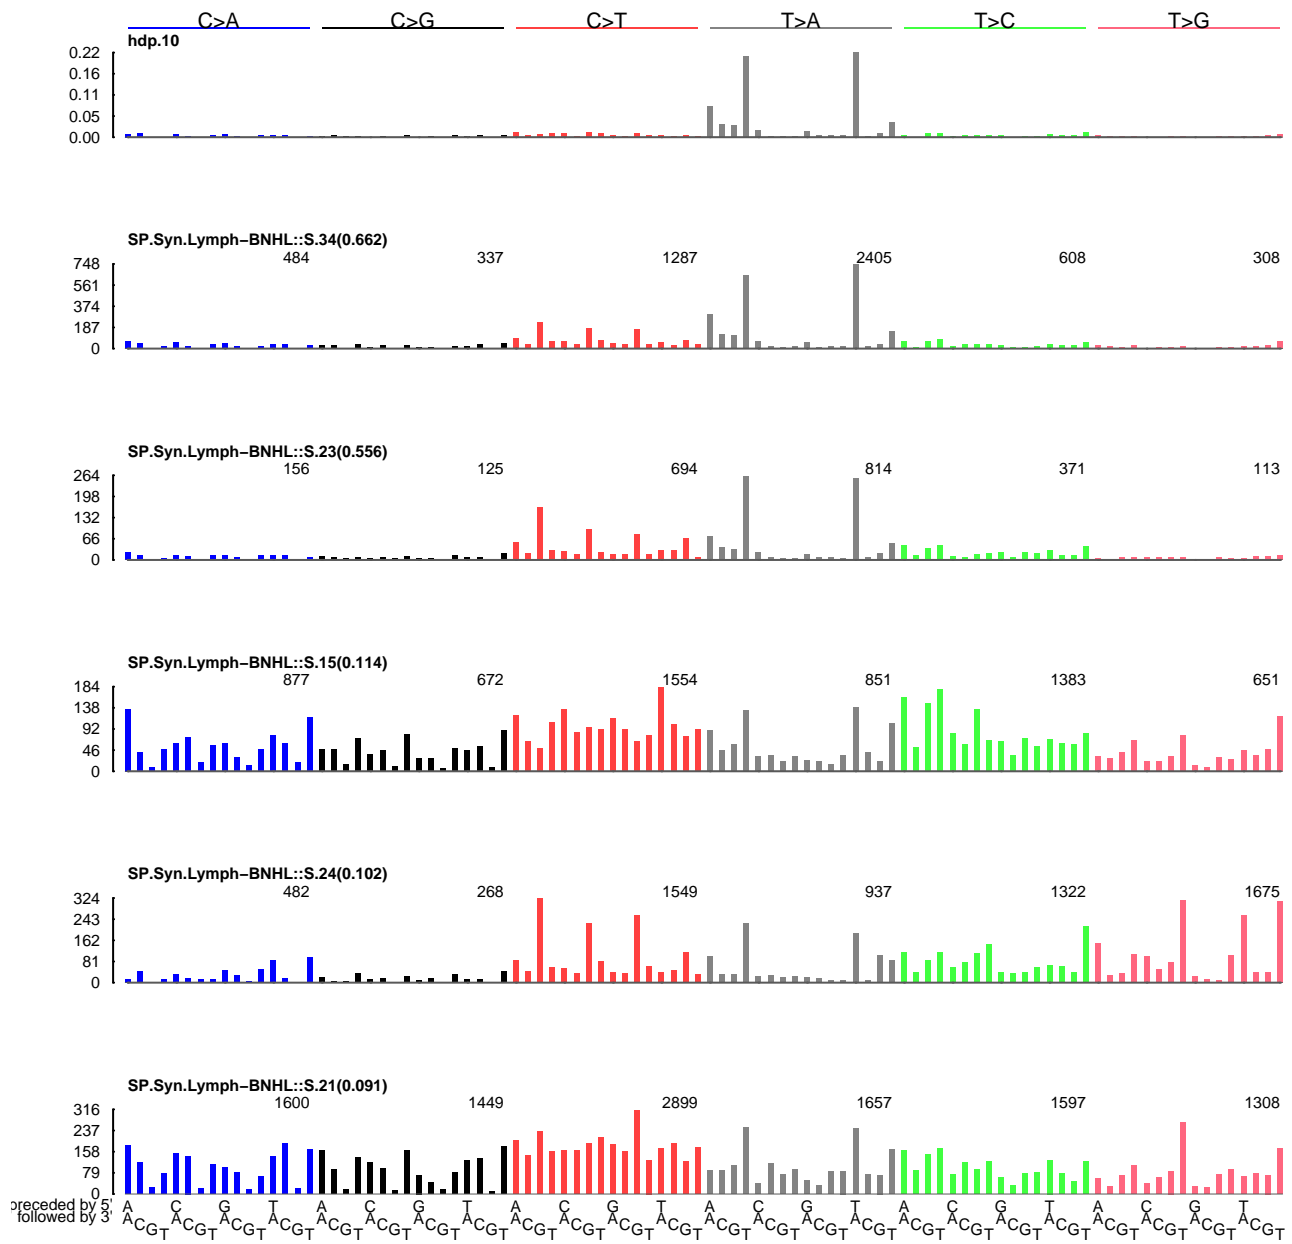 C>A C>G C>T T>A T>C T>G
hdp.10
0.22
0.16
0.11
0.05
0.00
SP.Syn.Lymph−BNHL::S.34(0.662)
484 337 1287 2405 608 308
748
561
374
187
0
SP.Syn.Lymph−BNHL::S.23(0.556)
156 125 694 814 371 113
264
198
132
66
0
SP.Syn.Lymph−BNHL::S.15(0.114)
877 672 1554 851 1383 651
184
138
92
46
0
SP.Syn.Lymph−BNHL::S.24(0.102)
482 268 1549 937 1322 1675
324
243
162
81
0
SP.Syn.Lymph−BNHL::S.21(0.091)
1600 1449 2899 1657 1597 1308
316
237
158
79
0
preceded by 5' A C G T A C G T A C G T A C G T A C G T A C G T
followed by 3' A C G T A C G T A C G T A C G T A C G T A C G T A C G T A C G T A C G T A C G T A C G T A C G T A C G T A C G T A C G T A C G T A C G T A C G T A C G T A C G T A C G T A C G T A C G T A C G T